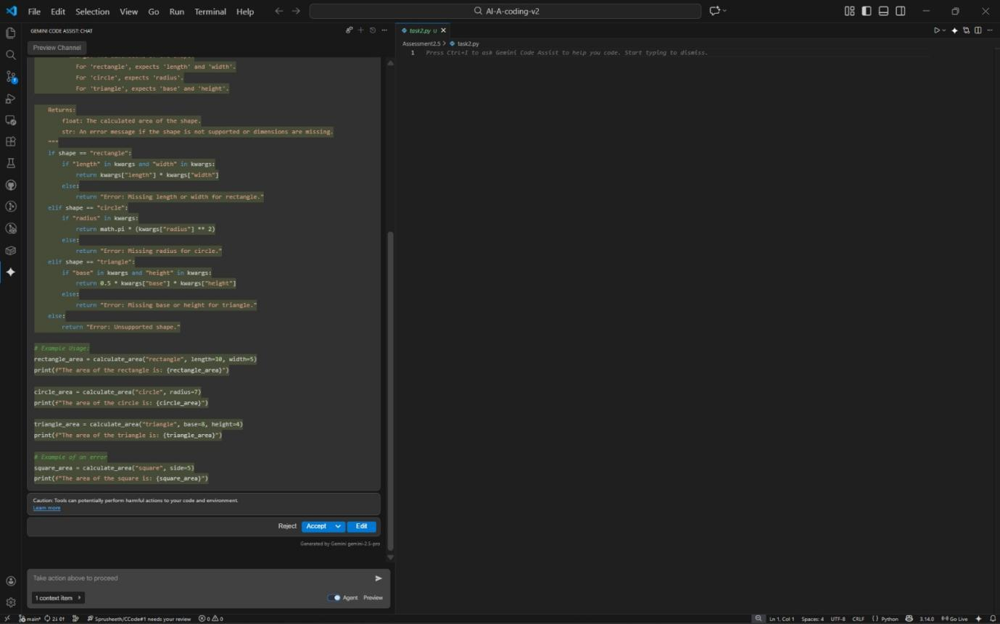 File Edit Selection View Go Run Terminal Help
AI-A-coding-v2
GEMINI CODE ASSIST: CHAT
Preview Channel
For 'rectangle', expects 'length' and 'width'.
For 'circle', expects 'radius'.
For 'triangle', expects 'base' and 'height'.
Returns:
float: The calculated area of the shape.
str: An error message if the shape is not supported or dimensions are missing.
"""
if shape == "rectangle":
if "length" in kwargs and "width" in kwargs:
return kwargs["length"] * kwargs["width"]
else:
return "Error: Missing length or width for rectangle."
elif shape == "circle":
if "radius" in kwargs:
return math.pi * (kwargs["radius"] ** 2)
else:
return "Error: Missing radius for circle."
elif shape == "triangle":
if "base" in kwargs and "height" in kwargs:
return 0.5 * kwargs["base"] * kwargs["height"]
else:
return "Error: Missing base or height for triangle."
else:
return "Error: Unsupported shape."
# Example Usage:
rectangle_area = calculate_area("rectangle", length=10, width=5)
print(f"The area of the rectangle is: {rectangle_area}")
circle_area = calculate_area("circle", radius=7)
print(f"The area of the circle is: {circle_area}")
triangle_area = calculate_area("triangle", base=8, height=4)
print(f"The area of the triangle is: {triangle_area}")
# Example of an error
square_area = calculate_area("square", side=5)
print(f"The area of the square is: {square_area}")
Caution: Tools can potentially perform harmful actions to your code and environment.
Learn more
Reject Accept Edit
Generated by Gemini gemini-2.5-pro
Take action above to proceed
1 context item
Agent Preview
task2.py U
Assessment2.5 > task2.py
1 Press Ctrl+I to ask Gemini Code Assist to help you code. Start typing to dismiss.
main* 2↓ 0↑ Sprusheeth/CCode#1 needs your review 0 0
Ln 1, Col 1 Spaces: 4 UTF-8 CRLF {} Python 3.14.0 Go Live